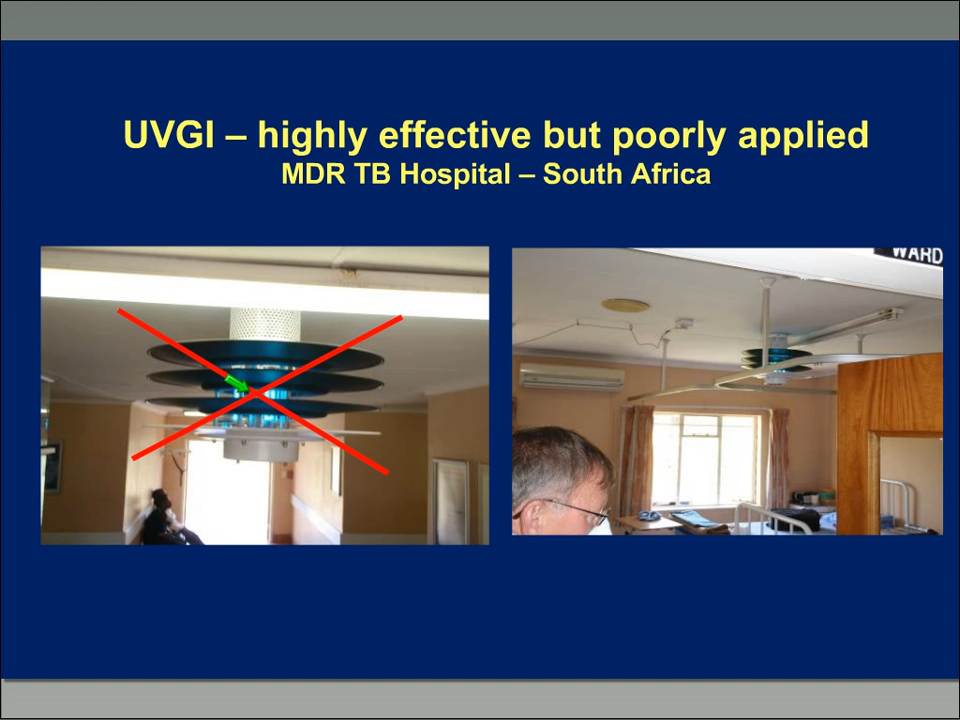 UVGI – highly effective but poorly applied
MDR TB Hospital – South Africa
WARD